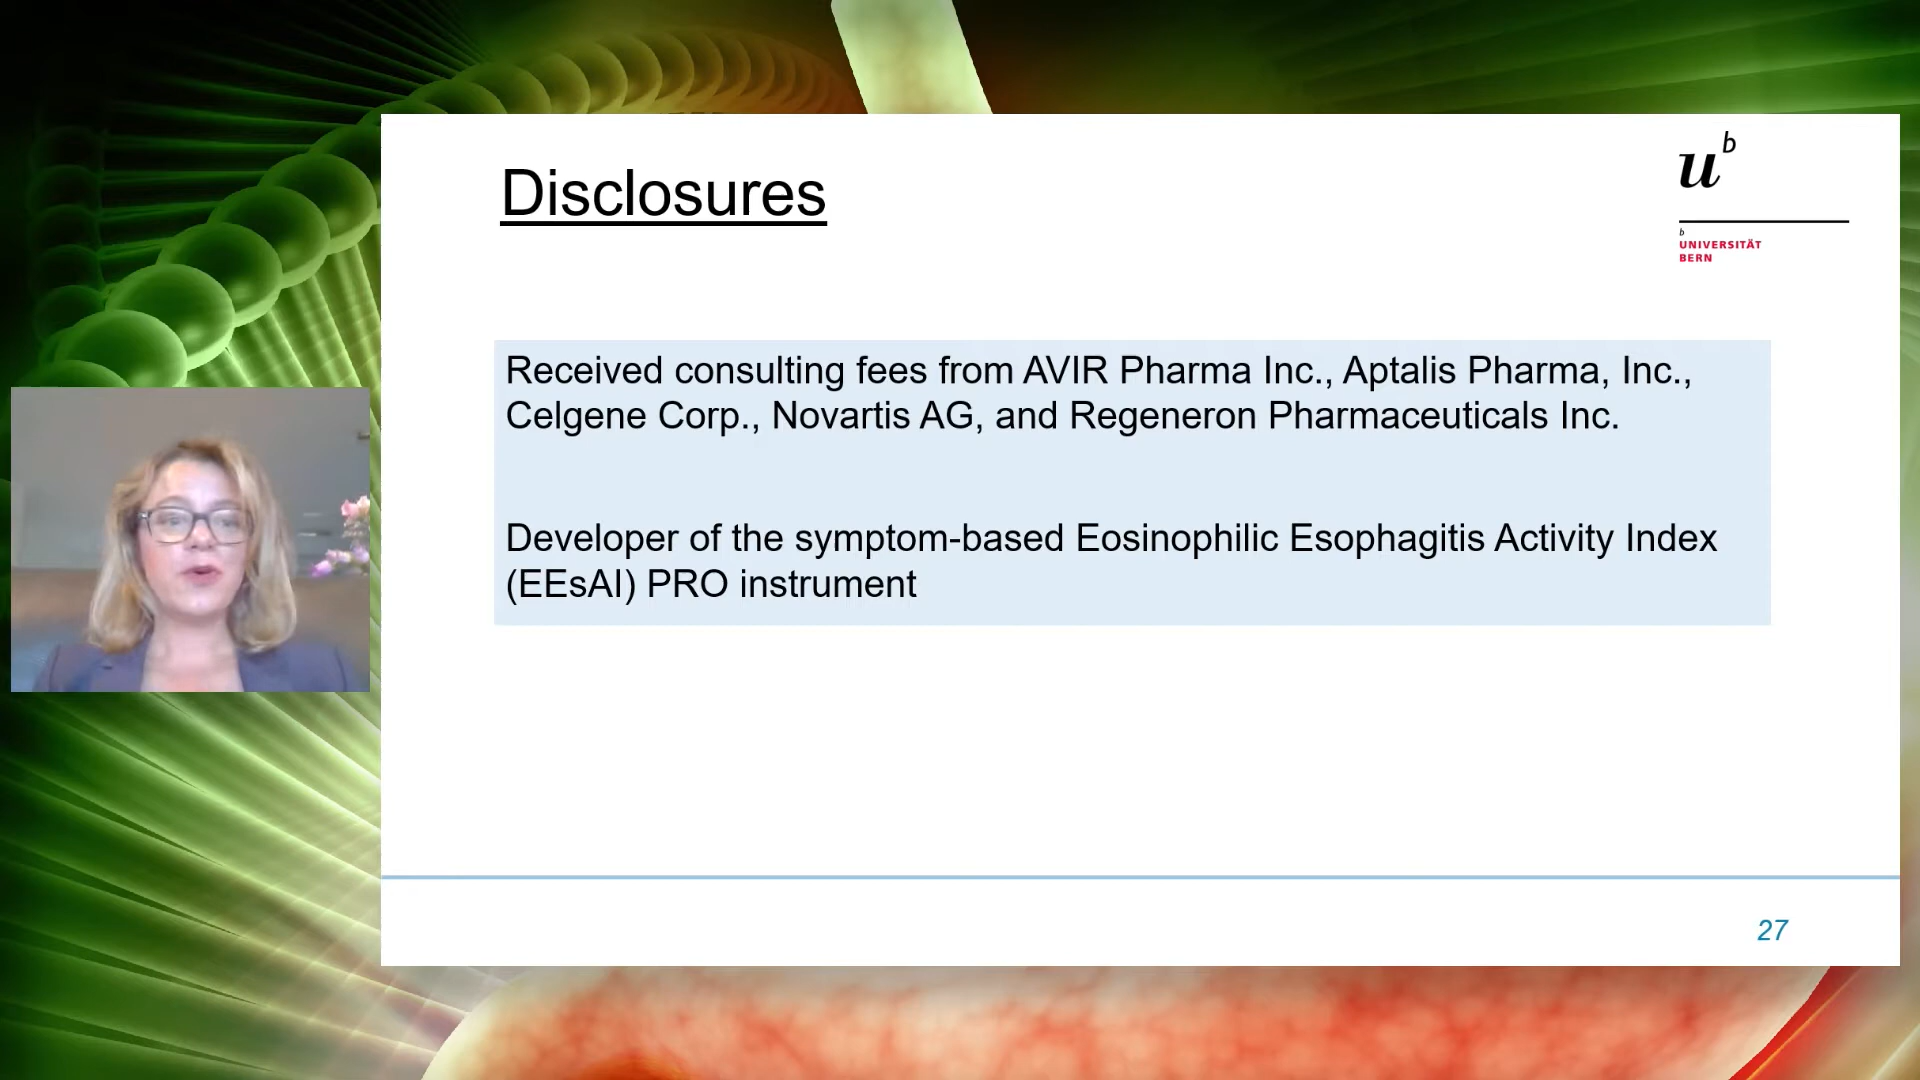 Disclosures
u b
b
UNIVERSITÄT
BERN
Received consulting fees from AVIR Pharma Inc., Aptalis Pharma, Inc.,
Celgene Corp., Novartis AG, and Regeneron Pharmaceuticals Inc.
Developer of the symptom-based Eosinophilic Esophagitis Activity Index
(EEsAI) PRO instrument
27